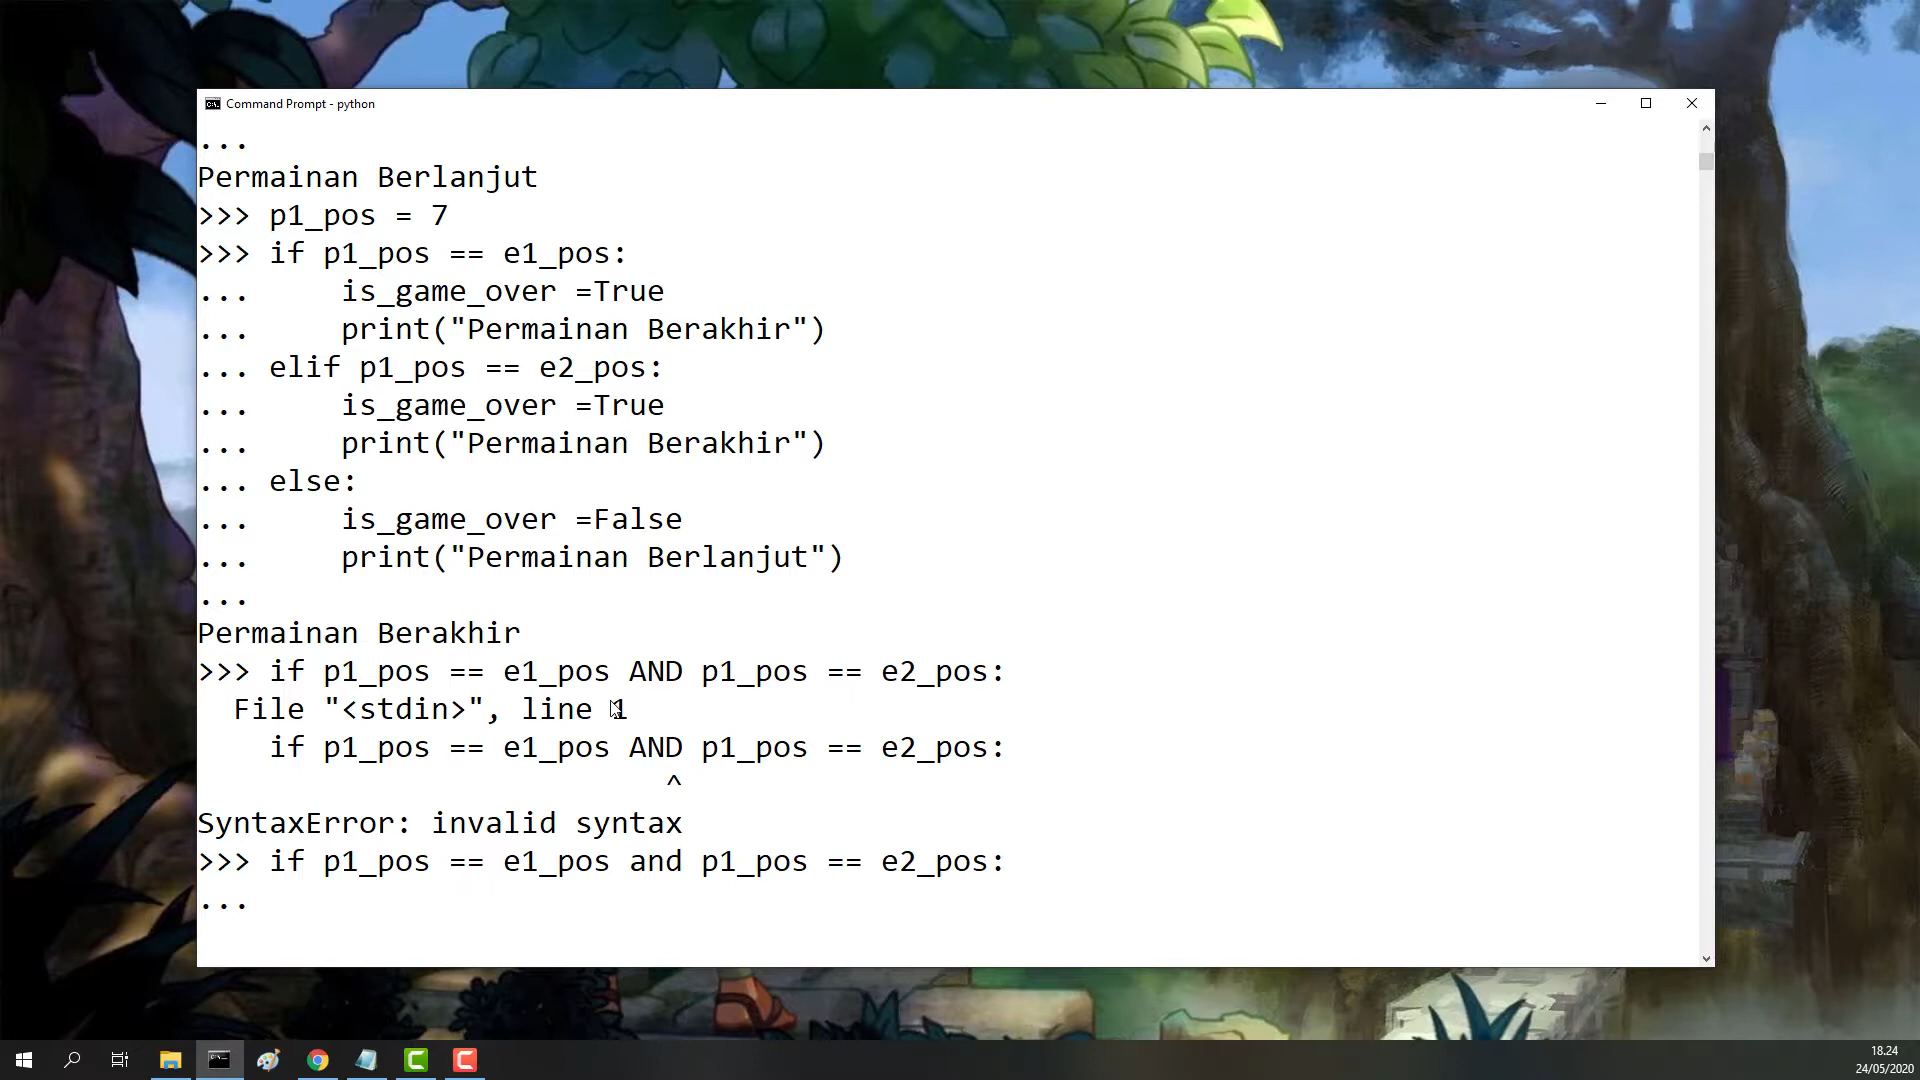 Command Prompt - python
...
Permainan Berlanjut
>>> p1_pos = 7
>>> if p1_pos == e1_pos:
...     is_game_over =True
...     print("Permainan Berakhir")
... elif p1_pos == e2_pos:
...     is_game_over =True
...     print("Permainan Berakhir")
... else:
...     is_game_over =False
...     print("Permainan Berlanjut")
...
Permainan Berakhir
>>> if p1_pos == e1_pos AND p1_pos == e2_pos:
  File "<stdin>", line 1
    if p1_pos == e1_pos AND p1_pos == e2_pos:
                          ^
SyntaxError: invalid syntax
>>> if p1_pos == e1_pos and p1_pos == e2_pos:
...
18.24
24/05/2020